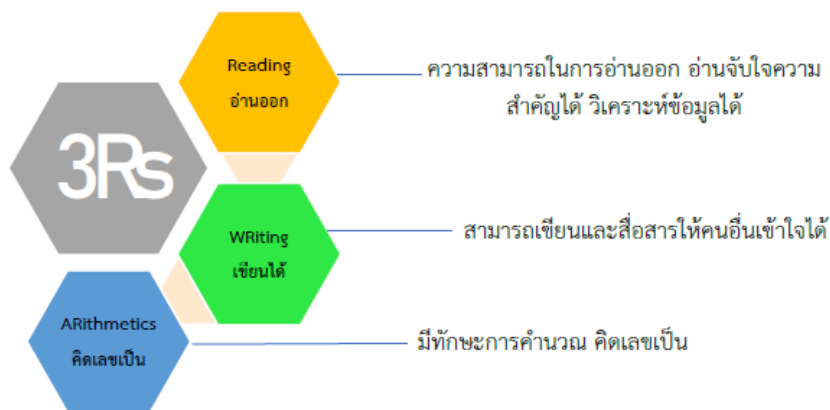 3Rs
Reading
อ่านออก
ความสามารถในการอ่านออก อ่านจับใจความ
สำคัญได้ วิเคราะห์ข้อมูลได้
WRiting
เขียนได้
สามารถเขียนและสื่อสารให้คนอื่นเข้าใจได้
ARithmetics
คิดเลขเป็น
มีทักษะการคำนวณ คิดเลขเป็น